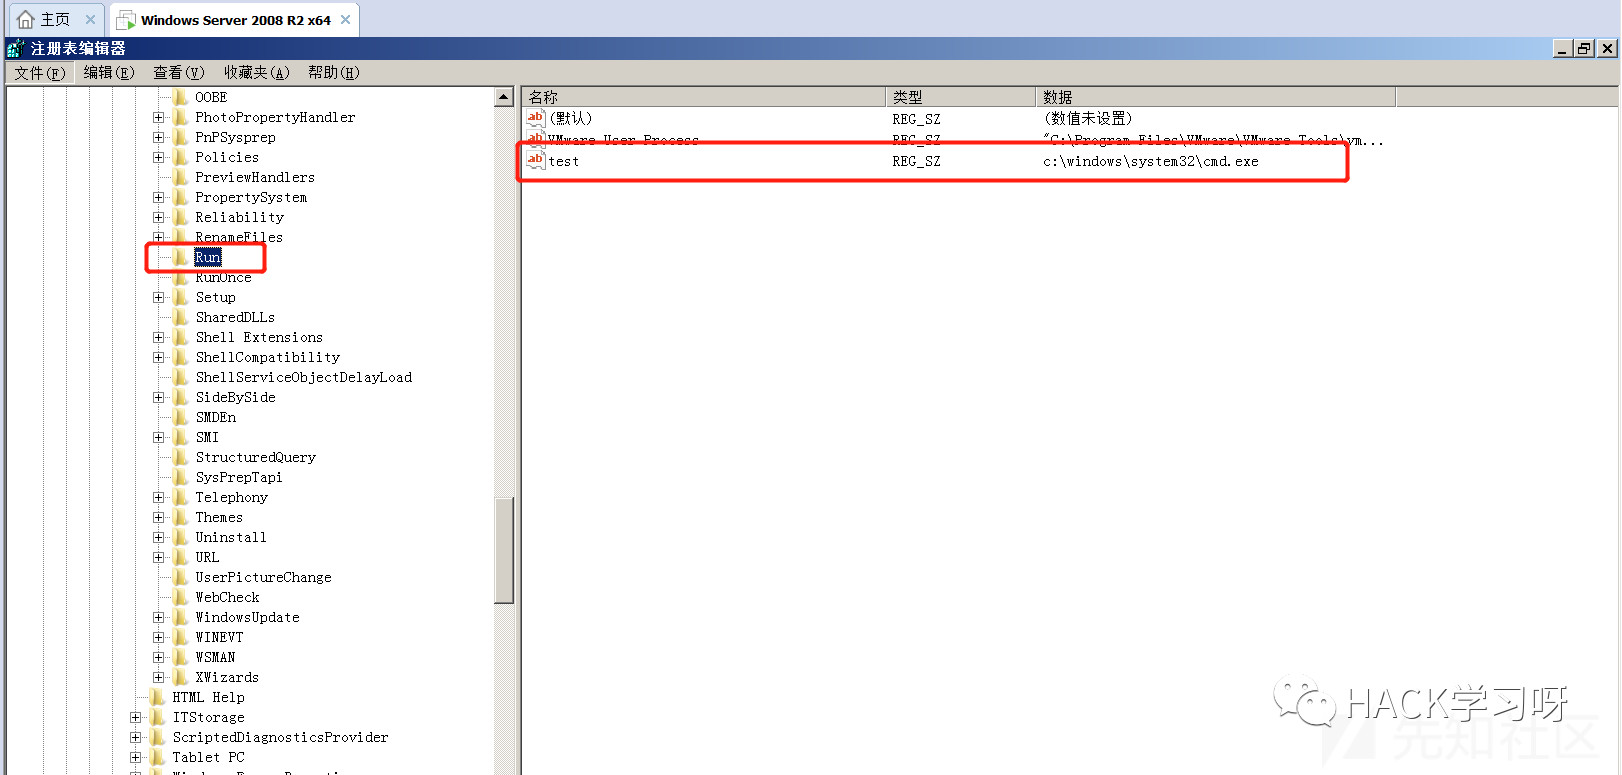 主页
Windows Server 2008 R2 x64
注册表编辑器
文件(F) 编辑(E) 查看(V) 收藏夹(A) 帮助(H)
OOBE
PhotoPropertyHandler
PnPSysprep
Policies
PreviewHandlers
PropertySystem
Reliability
RenameFiles
Run
RunOnce
Setup
SharedDLLs
Shell Extensions
ShellCompatibility
ShellServiceObjectDelayLoad
SideBySide
SMDEn
SMI
StructuredQuery
SysPrepTapi
Telephony
Themes
Uninstall
URL
UserPictureChange
WebCheck
WindowsUpdate
WINEVT
WSMAN
XWizards
HTML Help
ITStorage
ScriptedDiagnosticsProvider
Tablet PC
名称 类型 数据
(默认) REG_SZ (数值未设置)
VMware User Process REG_SZ "C:\Program Files\VMware\VMware Tools\vm...
test REG_SZ c:\windows\system32\cmd.exe
HACK学习呀
先知社区